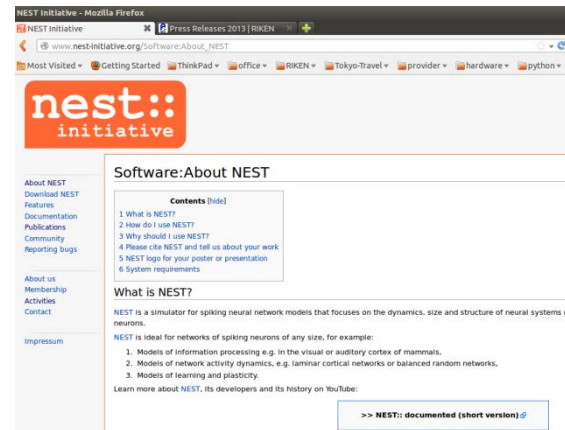 NEST Initiative - Mozilla Firefox
NEST Initiative
Press Releases 2013 | RIKEN
www.nest-initiative.org/Software:About_NEST
Most Visited
Getting Started
ThinkPad
office
RIKEN
Tokyo-Travel
provider
hardware
python
nest::
initiative
About NEST
Download NEST
Features
Documentation
Publications
Community
Reporting bugs
About us
Membership
Activities
Contact
Impressum
Software:About NEST
Contents [hide]
1 What is NEST?
2 How do I use NEST?
3 Why should I use NEST?
4 Please cite NEST and tell us about your work
5 NEST logo for your poster or presentation
6 System requirements
What is NEST?
NEST is a simulator for spiking neural network models that focuses on the dynamics, size and structure of neural systems
neurons.
NEST is ideal for networks of spiking neurons of any size, for example:
1. Models of information processing e.g. in the visual or auditory cortex of mammals,
2. Models of network activity dynamics, e.g. laminar cortical networks or balanced random networks,
3. Models of learning and plasticity.
Learn more about NEST, its developers and its history on YouTube:
>> NEST:: documented (short version)